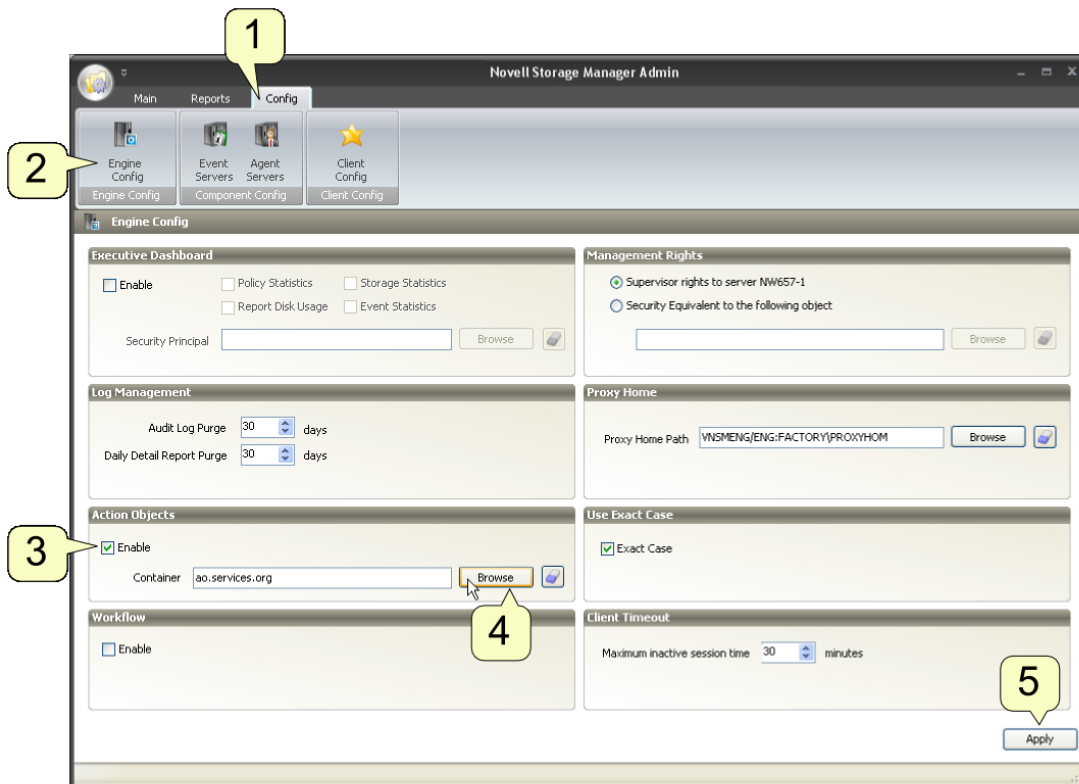 1
Novell Storage Manager Admin
Main Reports Config
2
Engine Config
Event Servers
Agent Servers
Client Config
Engine Config Component Config Client Config
Engine Config
Executive Dashboard
Enable Policy Statistics Storage Statistics
Report Disk Usage Event Statistics
Security Principal Browse
Management Rights
Supervisor rights to server NW657-1
Security Equivalent to the following object
Browse
Log Management
Audit Log Purge 30 days
Daily Detail Report Purge 30 days
Proxy Home
Proxy Home Path VNSMENG/ENG:FACTORY\PROXYHOM Browse
Action Objects
3
Enable
Container ao.services.org Browse
4
Use Exact Case
Exact Case
Workflow
Enable
Client Timeout
Maximum inactive session time 30 minutes
5
Apply